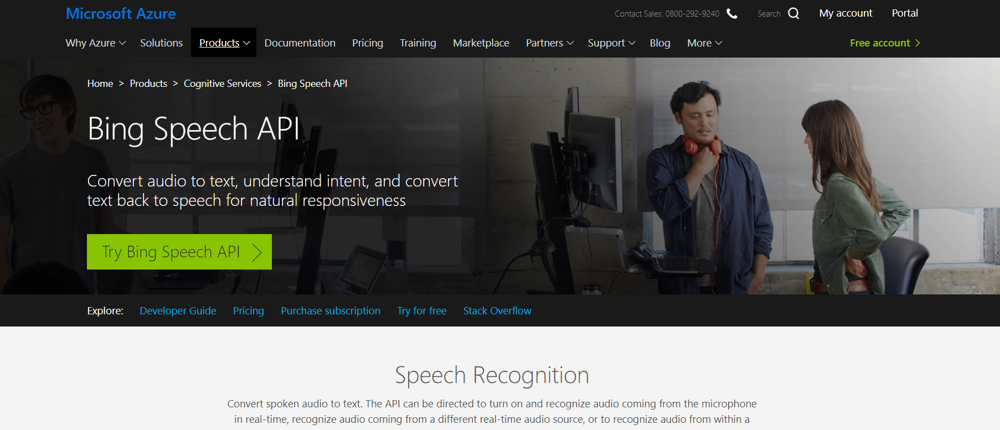 Microsoft Azure
Contact Sales: 0800-292-9240
Search
My account
Portal
Why Azure
Solutions
Products
Documentation
Pricing
Training
Marketplace
Partners
Support
Blog
More
Free account
Home > Products > Cognitive Services > Bing Speech API
Bing Speech API
Convert audio to text, understand intent, and convert
text back to speech for natural responsiveness
Try Bing Speech API
Explore:
Developer Guide
Pricing
Purchase subscription
Try for free
Stack Overflow
Speech Recognition
Convert spoken audio to text. The API can be directed to turn on and recognize audio coming from the microphone
in real-time, recognize audio coming from a different real-time audio source, or to recognize audio from within a